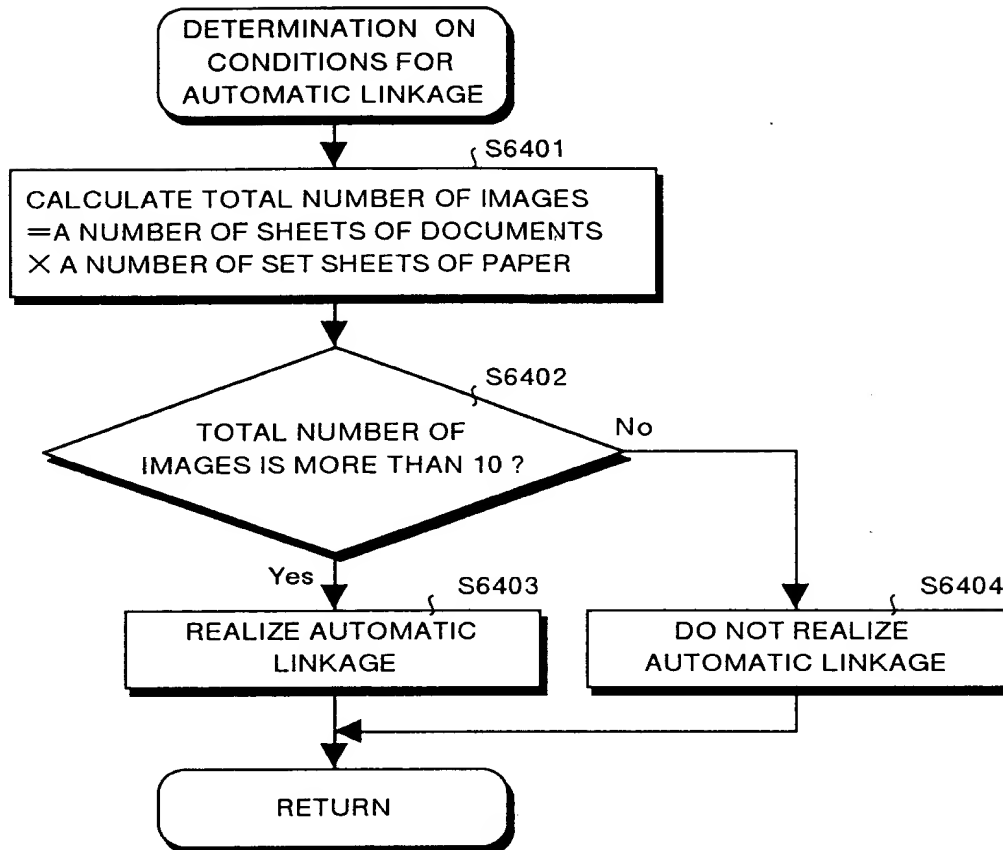 DETERMINATION ON
CONDITIONS FOR
AUTOMATIC LINKAGE
S6401
CALCULATE TOTAL NUMBER OF IMAGES
=A NUMBER OF SHEETS OF DOCUMENTS
× A NUMBER OF SET SHEETS OF PAPER
S6402
TOTAL NUMBER OF
IMAGES IS MORE THAN 10 ?
No
Yes
S6403
REALIZE AUTOMATIC
LINKAGE
S6404
DO NOT REALIZE
AUTOMATIC LINKAGE
RETURN